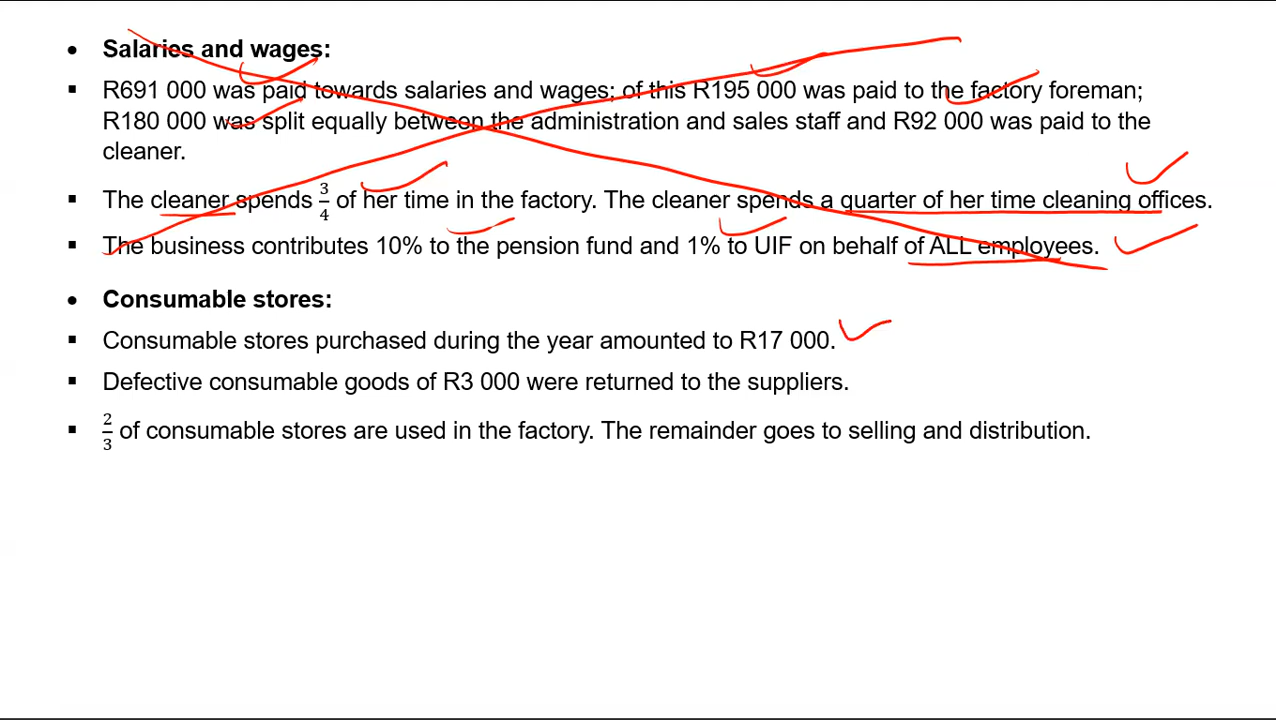 • Salaries and wages:
▪ R691 000 was paid towards salaries and wages; of this R195 000 was paid to the factory foreman;
R180 000 was split equally between the administration and sales staff and R92 000 was paid to the
cleaner.
▪ The cleaner spends 3/4 of her time in the factory. The cleaner spends a quarter of her time cleaning offices.
▪ The business contributes 10% to the pension fund and 1% to UIF on behalf of ALL employees.
• Consumable stores:
▪ Consumable stores purchased during the year amounted to R17 000.
▪ Defective consumable goods of R3 000 were returned to the suppliers.
▪ 2/3 of consumable stores are used in the factory. The remainder goes to selling and distribution.